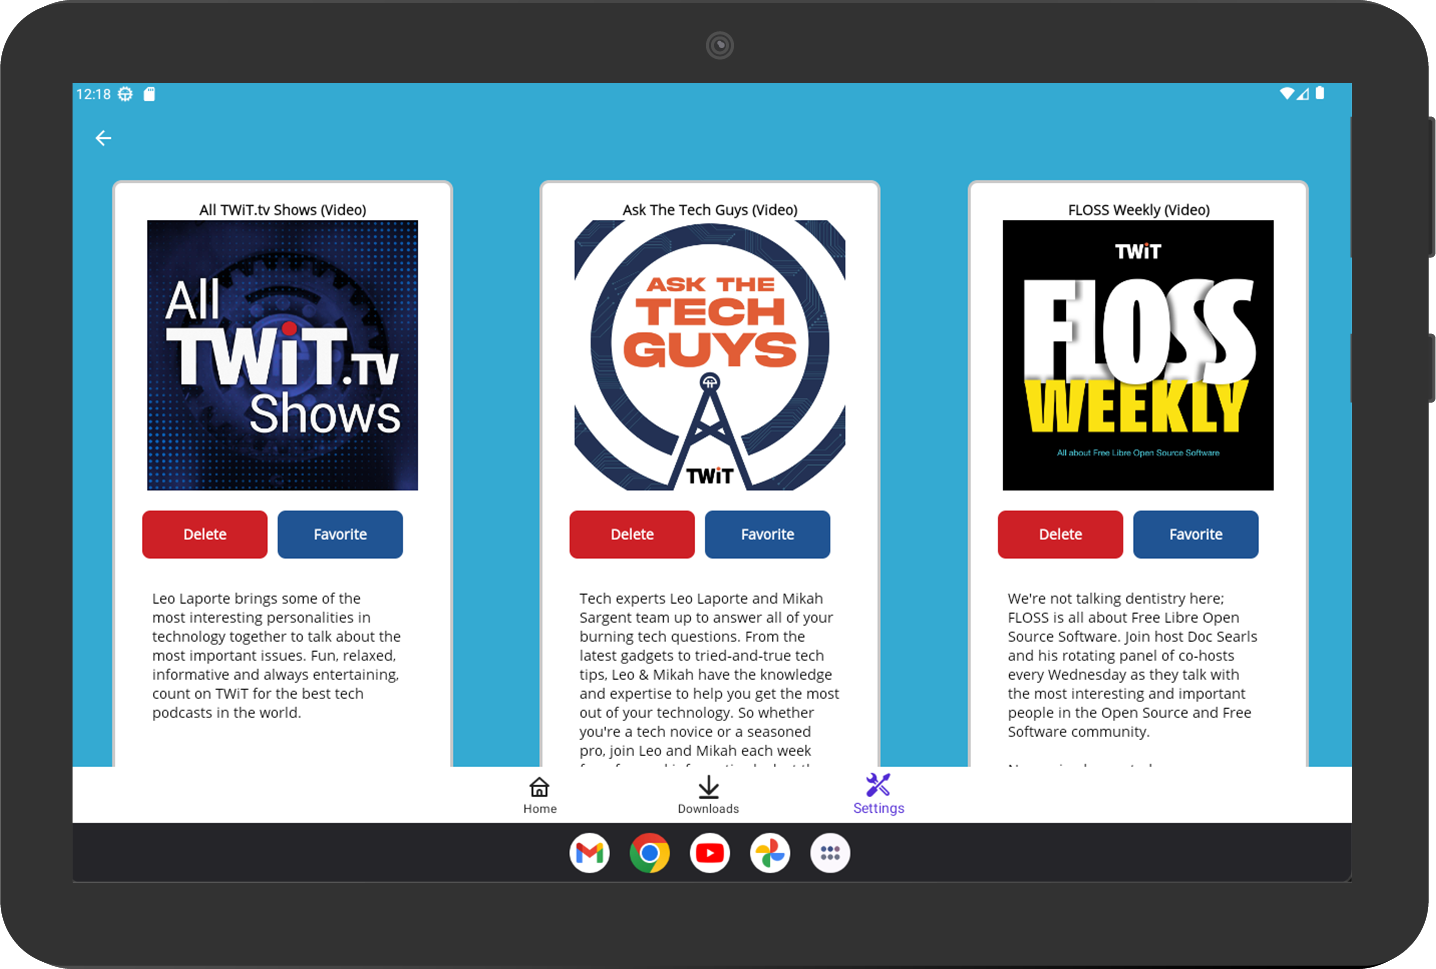 12:18
All TWiT.tv Shows (Video)
All
TWiT.TV
Shows
Delete
Favorite
Leo Laporte brings some of the
most interesting personalities in
technology together to talk about the
most important issues. Fun, relaxed,
informative and always entertaining,
count on TWiT for the best tech
podcasts in the world.
Ask The Tech Guys (Video)
ASK THE
TECH
GUYS
TWiT
Delete
Favorite
Tech experts Leo Laporte and Mikah
Sargent team up to answer all of your
burning tech questions. From the
latest gadgets to tried-and-true tech
tips, Leo & Mikah have the knowledge
and expertise to help you get the most
out of your technology. So whether
you're a tech novice or a seasoned
pro, join Leo and Mikah each week
FLOSS Weekly (Video)
TWiT
FLOSS
WEEKLY
All about Free Libre Open Source Software
Delete
Favorite
We're not talking dentistry here;
FLOSS is all about Free Libre Open
Source Software. Join host Doc Searls
and his rotating panel of co-hosts
every Wednesday as they talk with
the most interesting and important
people in the Open Source and Free
Software community.
Home
Downloads
Settings